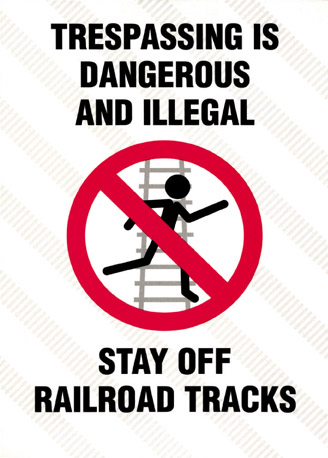 TRESPASSING IS
DANGEROUS
AND ILLEGAL
STAY OFF
RAILROAD TRACKS